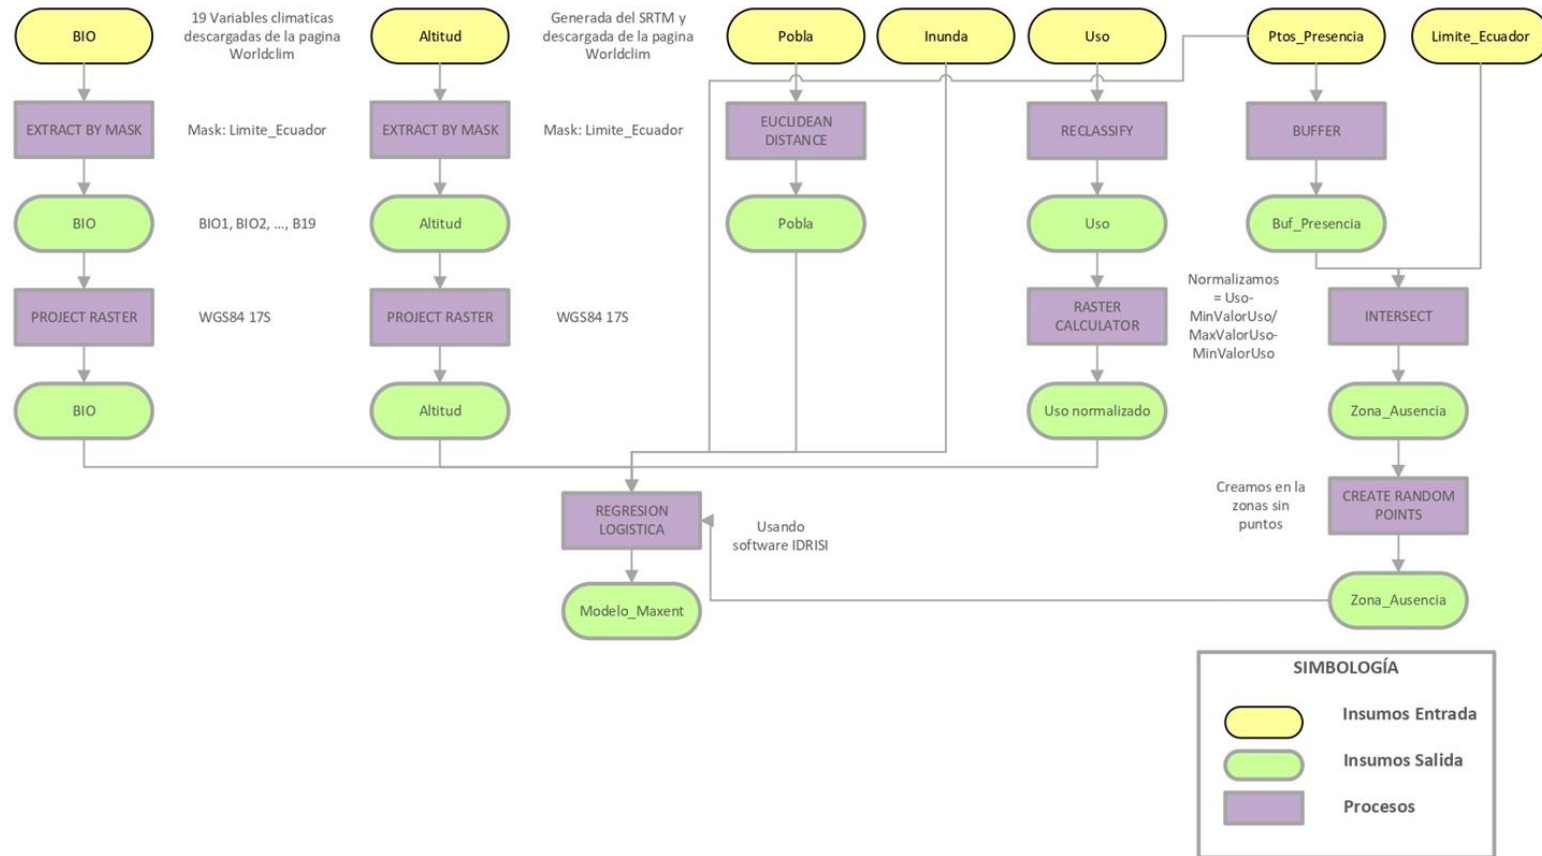 BIO
19 Variables climaticas
descargadas de la pagina
Worldclim
Altitud
Generada del SRTM y
descargada de la pagina
Worldclim
Pobla
Inunda
Uso
Ptos_Presencia
Limite_Ecuador
EXTRACT BY MASK
Mask: Limite_Ecuador
EXTRACT BY MASK
Mask: Limite_Ecuador
EUCLIDEAN
DISTANCE
RECLASSIFY
BUFFER
BIO
BIO1, BIO2, ..., B19
Altitud
Pobla
Uso
Buf_Presencia
PROJECT RASTER
WGS84 17S
PROJECT RASTER
WGS84 17S
RASTER
CALCULATOR
Normalizamos
= Uso-
MinValorUso/
MaxValorUso-
MinValorUso
INTERSECT
BIO
Altitud
Uso normalizado
Zona_Ausencia
REGRESION
LOGISTICA
Usando
software IDRISI
Creamos en la
zonas sin
puntos
CREATE RANDOM
POINTS
Modelo_Maxent
Zona_Ausencia
SIMBOLOGÍA
Insumos Entrada
Insumos Salida
Procesos